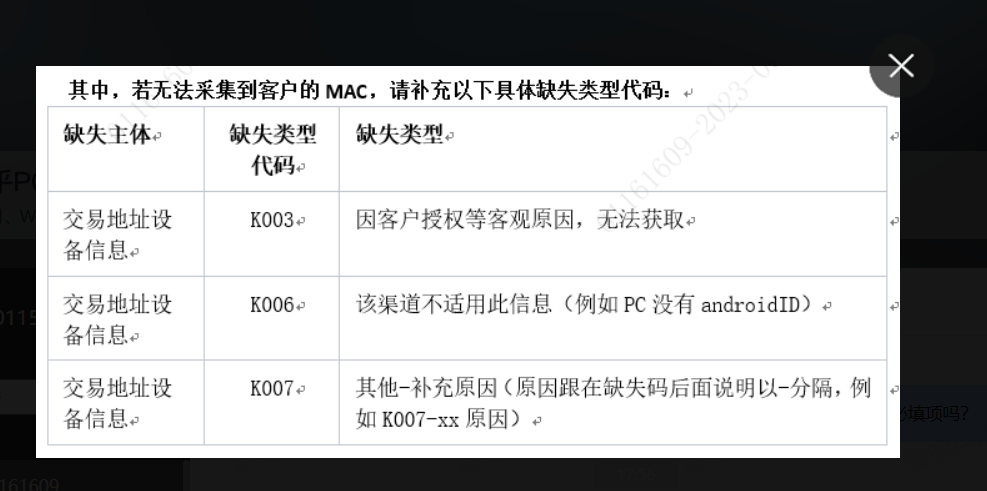 其中，若无法采集到客户的 MAC，请补充以下具体缺失类型代码：
缺失主体
缺失类型
代码
缺失类型
交易地址设
备信息
K003
因客户授权等客观原因，无法获取
交易地址设
备信息
K006
该渠道不适用此信息（例如 PC 没有 androidID）
交易地址设
备信息
K007
其他-补充原因（原因跟在缺失码后面说明以-分隔，例
如 K007-xx 原因）
必填项吗?
161609